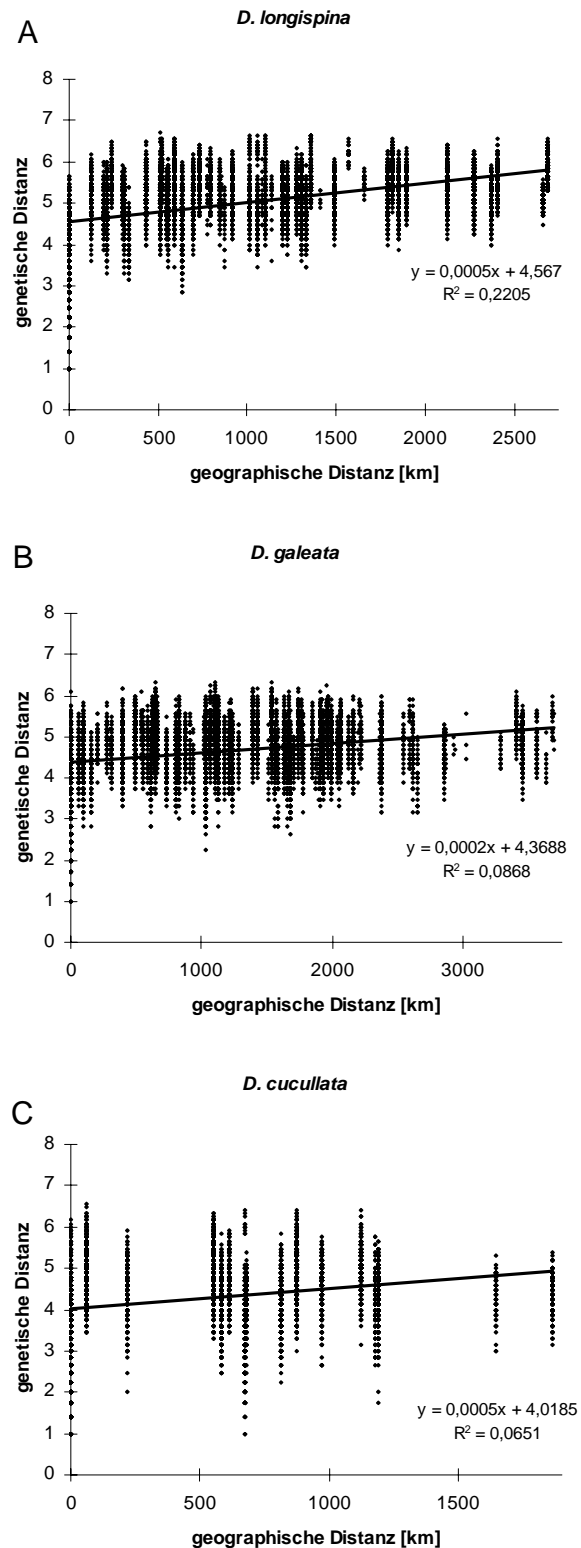 A
D. longispina
8
7
6
5
4
3
2
1
0
genetische Distanz
y = 0,0005x + 4,567
R² = 0,2205
0 500 1000 1500 2000 2500
geographische Distanz [km]
B
D. galeata
8
7
6
5
4
3
2
1
0
genetische Distanz
y = 0,0002x + 4,3688
R² = 0,0868
0 1000 2000 3000
geographische Distanz [km]
C
D. cucullata
8
7
6
5
4
3
2
1
0
genetische Distanz
y = 0,0005x + 4,0185
R² = 0,0651
0 500 1000 1500
geographische Distanz [km]